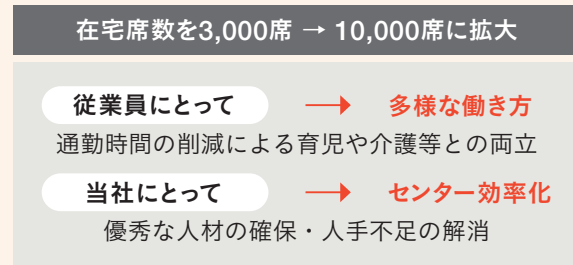 在宅席数を3,000席 → 10,000席に拡大
従業員にとって → 多様な働き方
通勤時間の削減による育児や介護等との両立
当社にとって → センター効率化
優秀な人材の確保・人手不足の解消